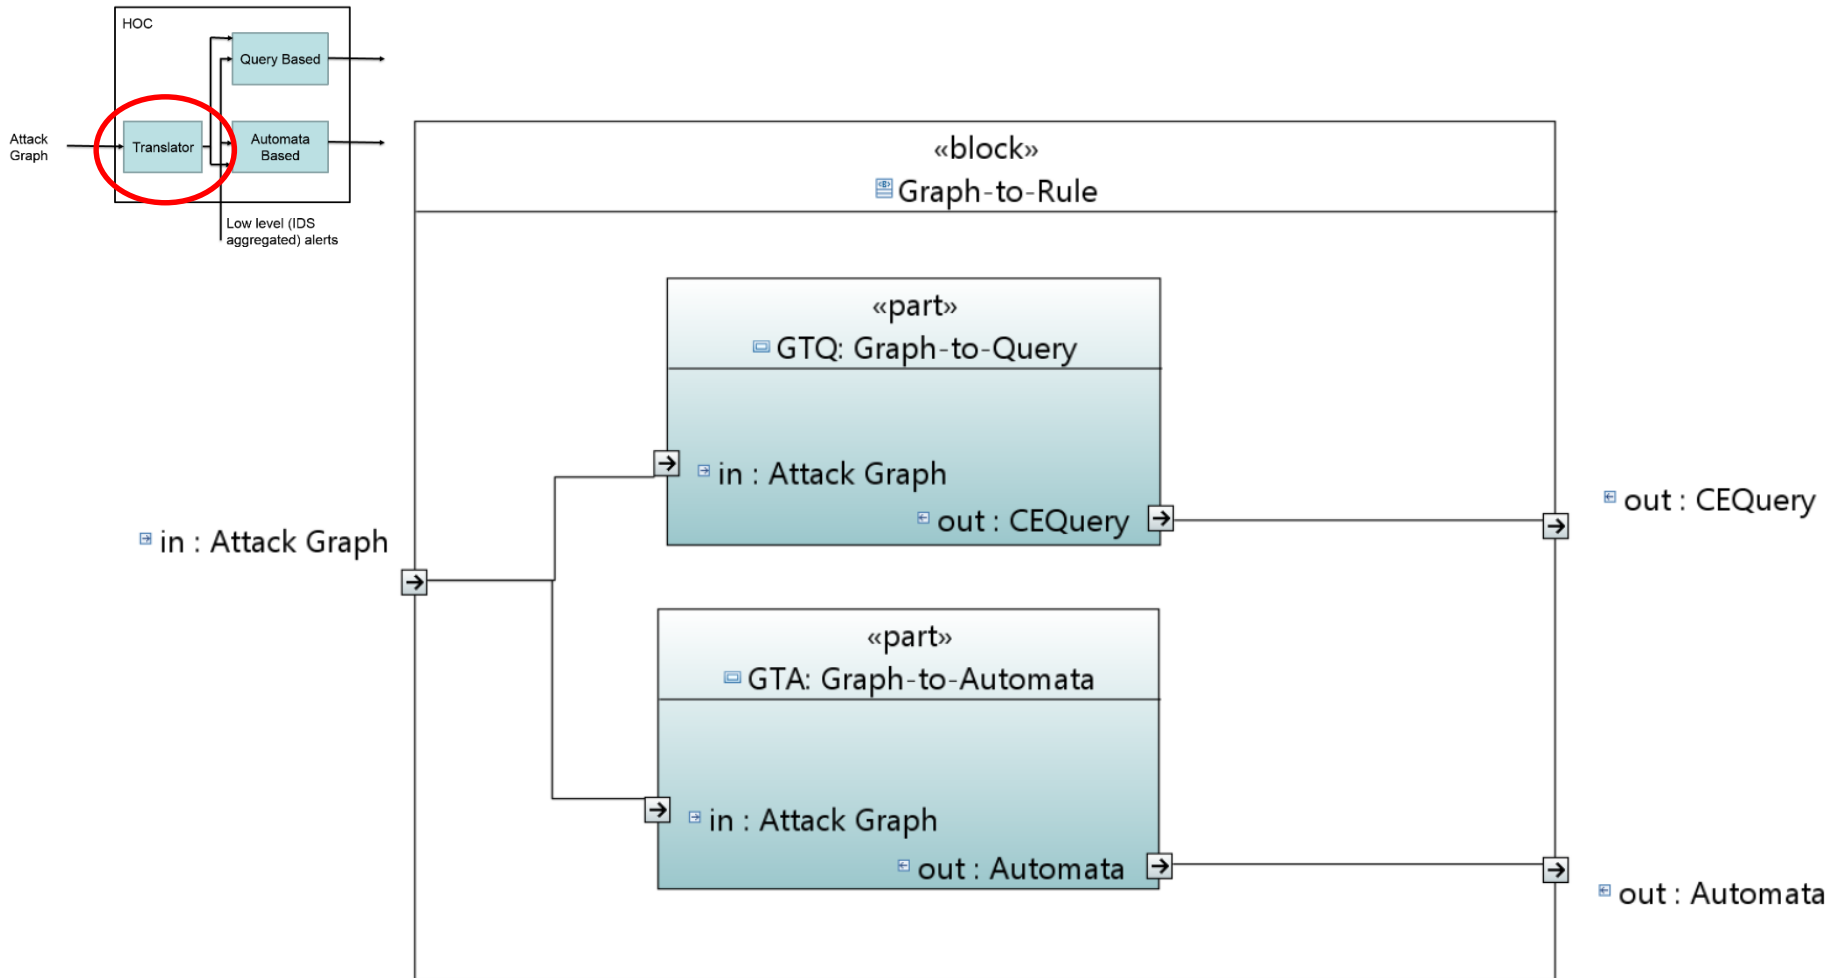 HOC
Query Based
Attack
Graph
Translator
Automata
Based
Low level (IDS
aggregated) alerts
«block»
Graph-to-Rule
«part»
GTQ: Graph-to-Query
in : Attack Graph
out : CEQuery
in : Attack Graph
out : CEQuery
«part»
GTA: Graph-to-Automata
in : Attack Graph
out : Automata
out : Automata